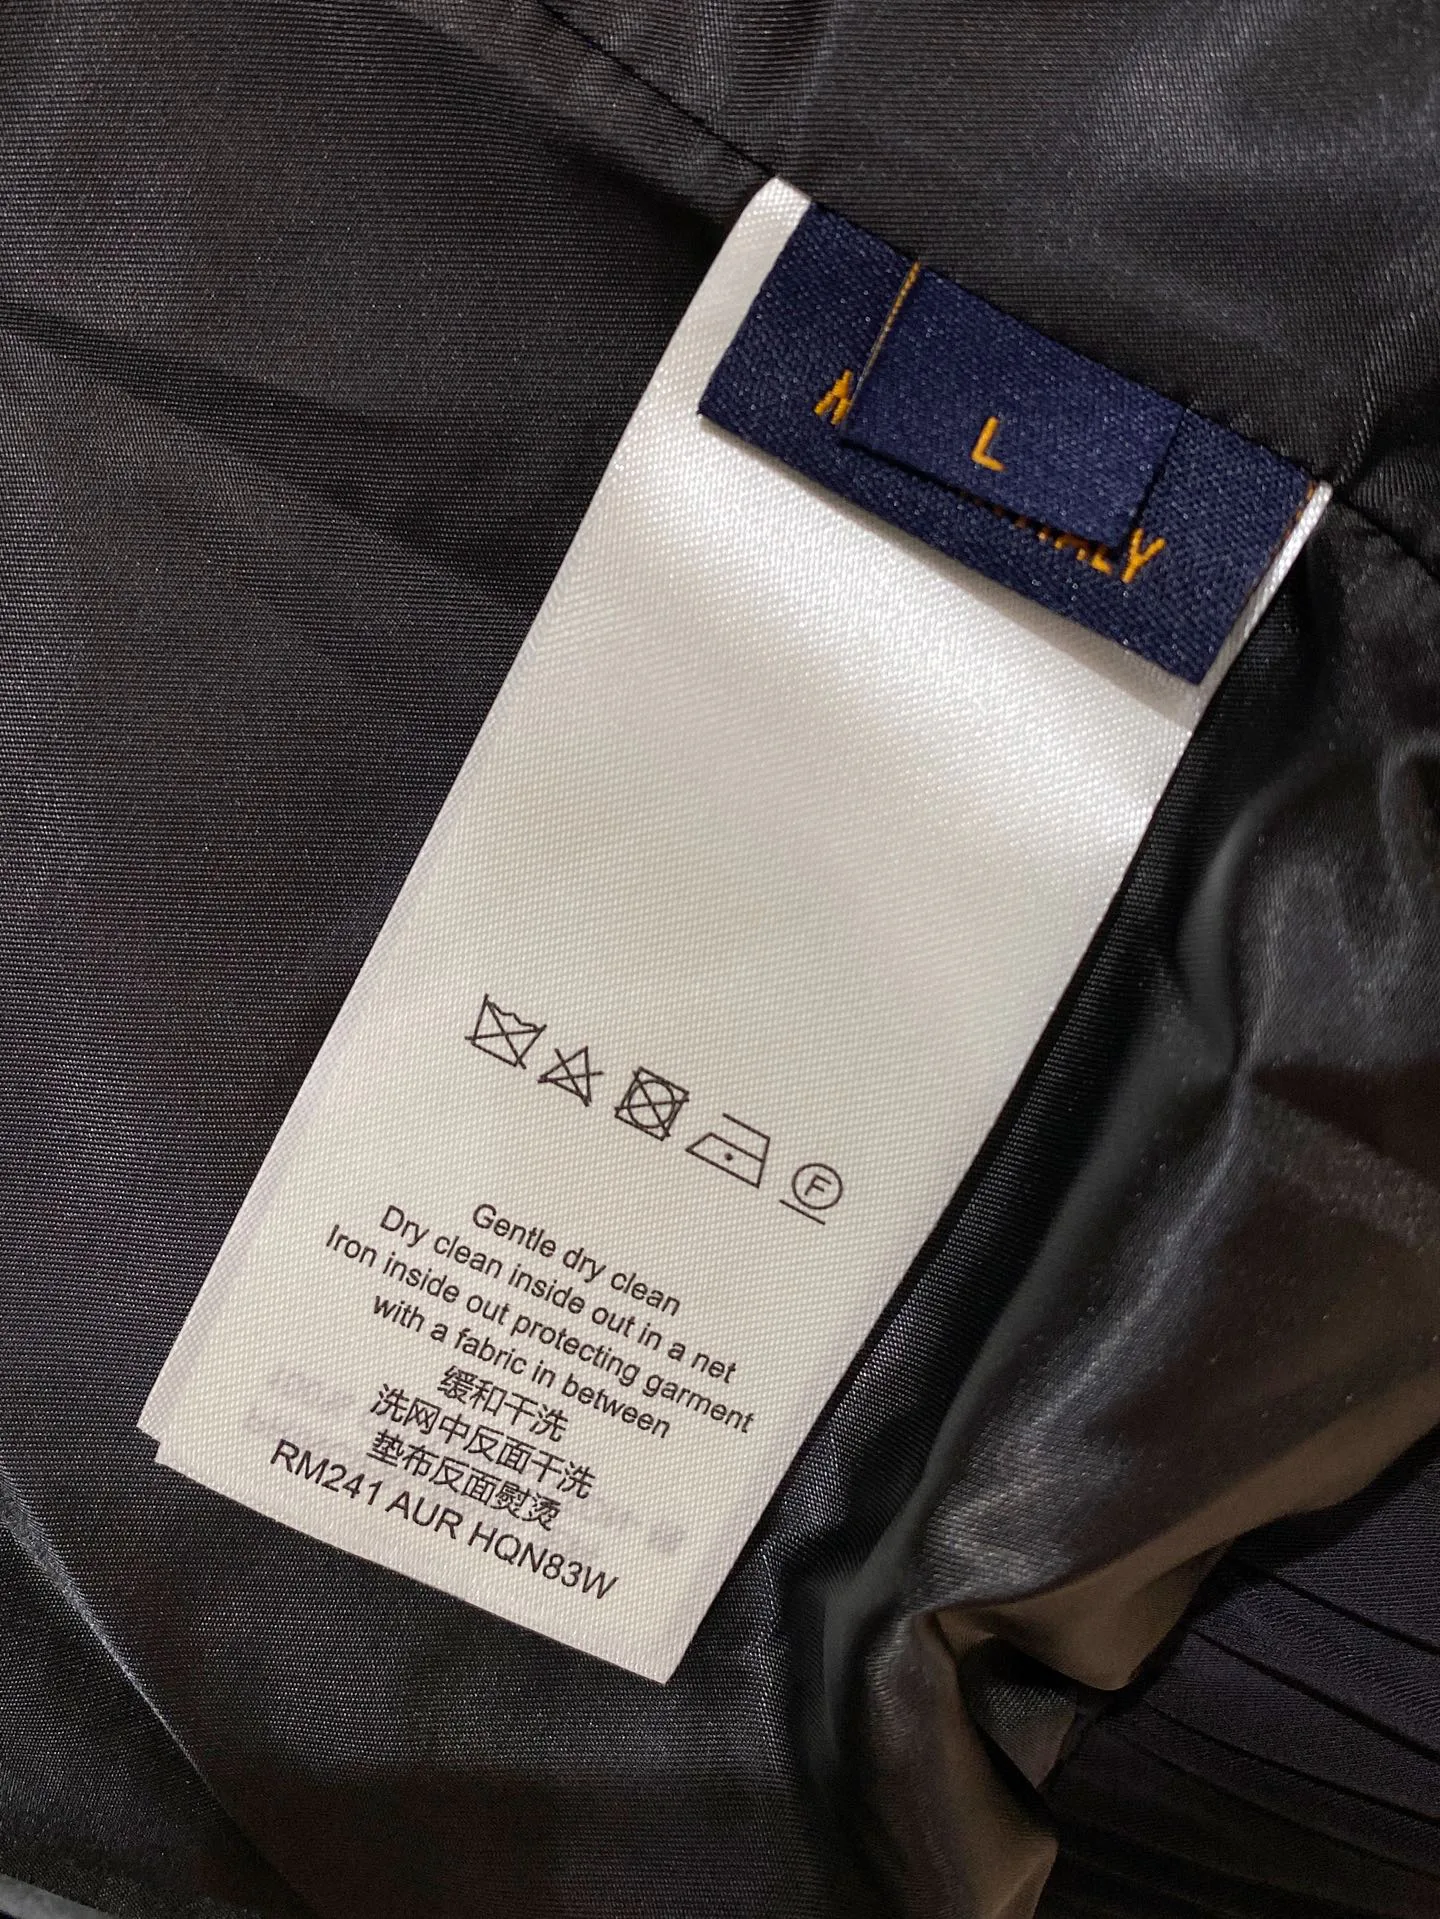 L
ITALY
F
Gentle dry clean
Dry clean inside out in a net
Iron inside out protecting garment
with a fabric in between
缓和干洗
洗网中反面干洗
垫布反面熨烫
RM241 AUR HQN83W